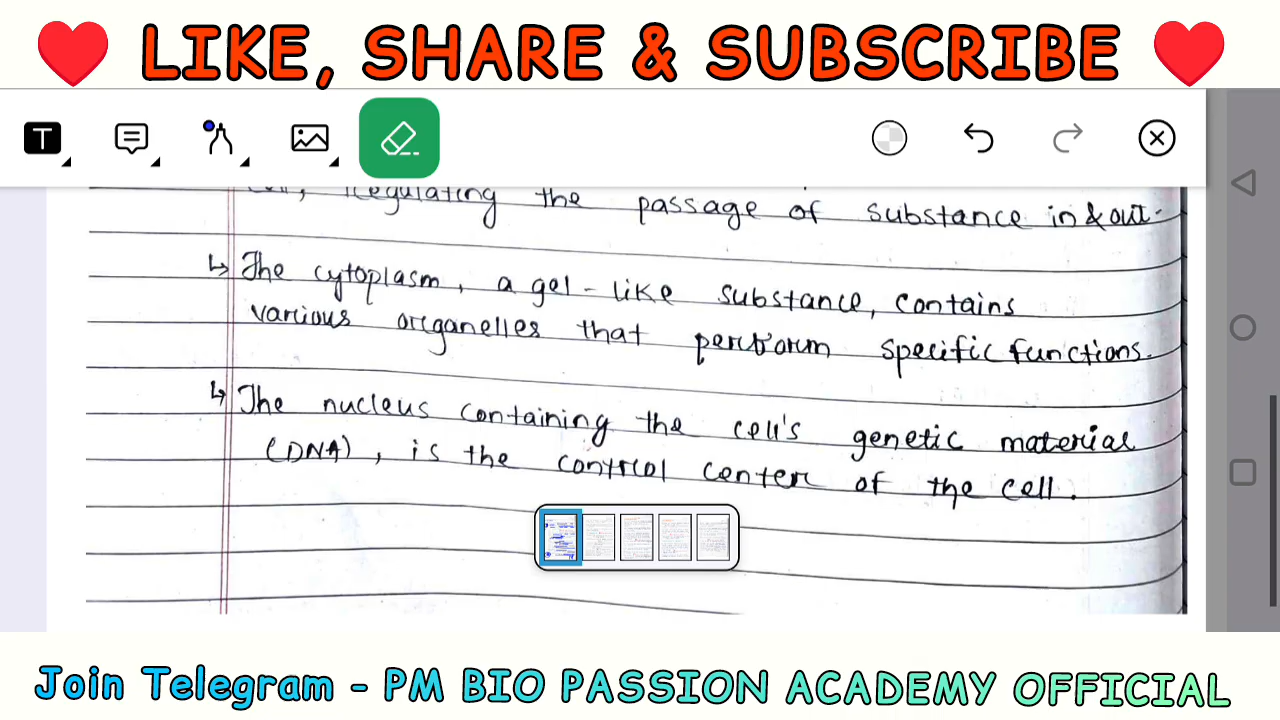 LIKE, SHARE & SUBSCRIBE
T
cell, regulating the passage of substance in & out.
↳ The cytoplasm, a gel-like substance, contains
various organelles that perform specific functions.
↳ The nucleus containing the cell's genetic material
(DNA), is the control center of the cell.
Join Telegram - PM BIO PASSION ACADEMY OFFICIAL